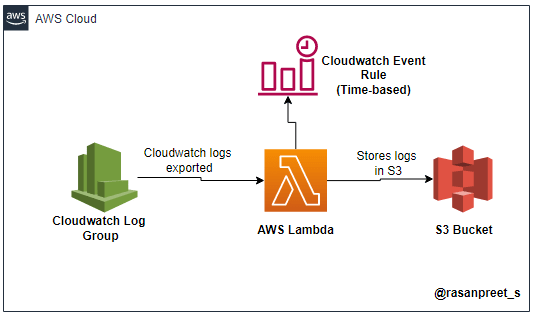 aws
AWS Cloud
Cloudwatch Event
Rule
(Time-based)
Cloudwatch logs
exported
Stores logs
in S3
Cloudwatch Log
Group
AWS Lambda
S3 Bucket
@rasanpreet_s